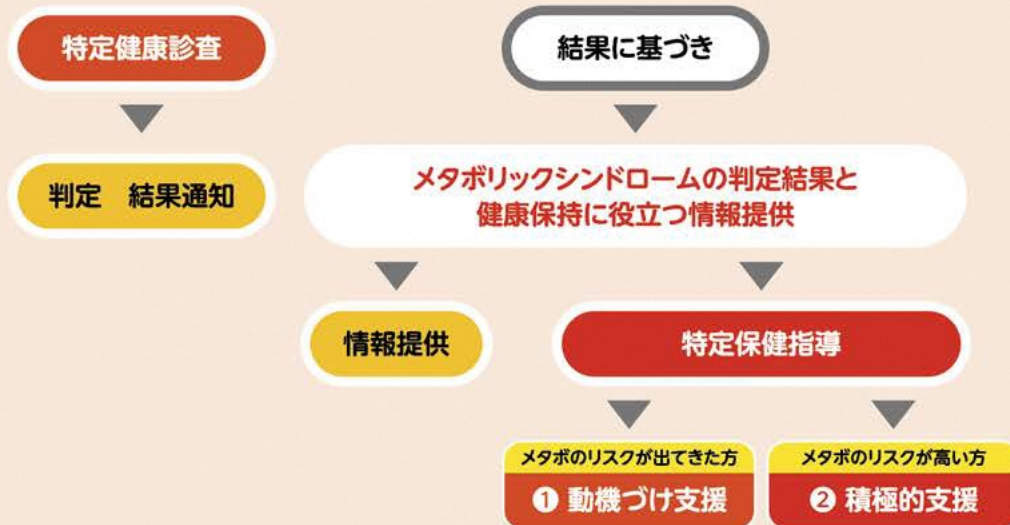 特定健康診査
判定　結果通知
結果に基づき
メタボリックシンドロームの判定結果と
健康保持に役立つ情報提供
情報提供
特定保健指導
メタボのリスクが出てきた方
❶ 動機づけ支援
メタボのリスクが高い方
❷ 積極的支援